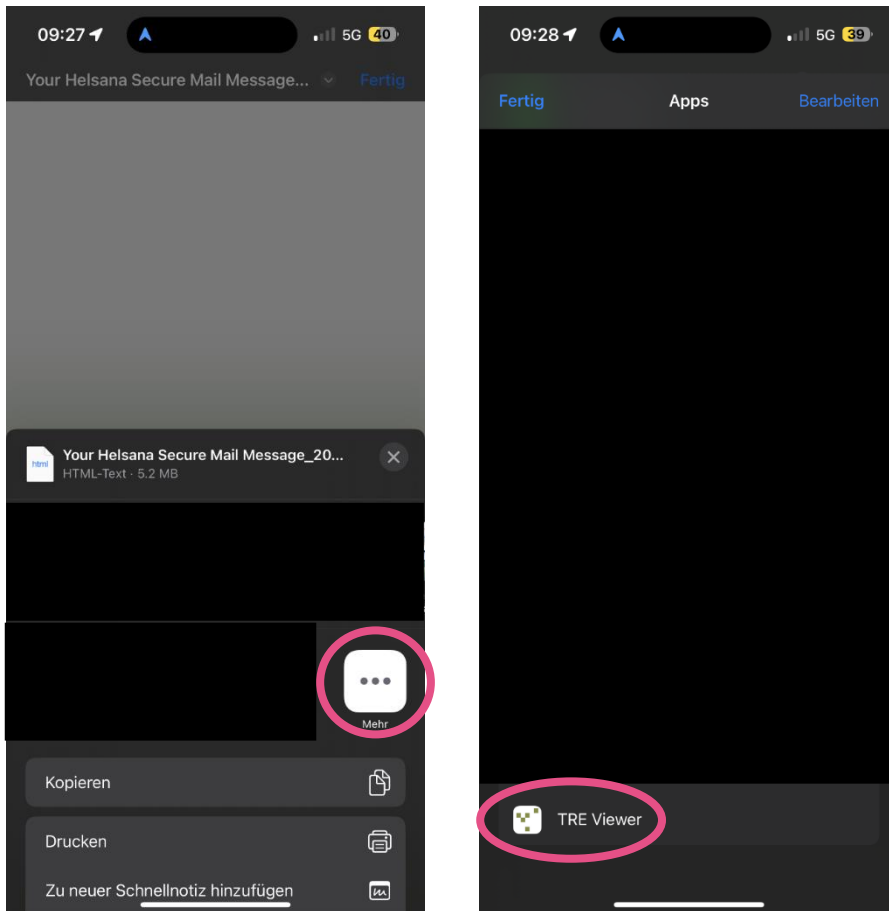 09:27
5G 40
Your Helsana Secure Mail Message...
Fertig
html
Your Helsana Secure Mail Message_20...
HTML-Text · 5.2 MB
Mehr
Kopieren
Drucken
Zu neuer Schnellnotiz hinzufügen
09:28
5G 39
Fertig
Apps
Bearbeiten
TRE Viewer